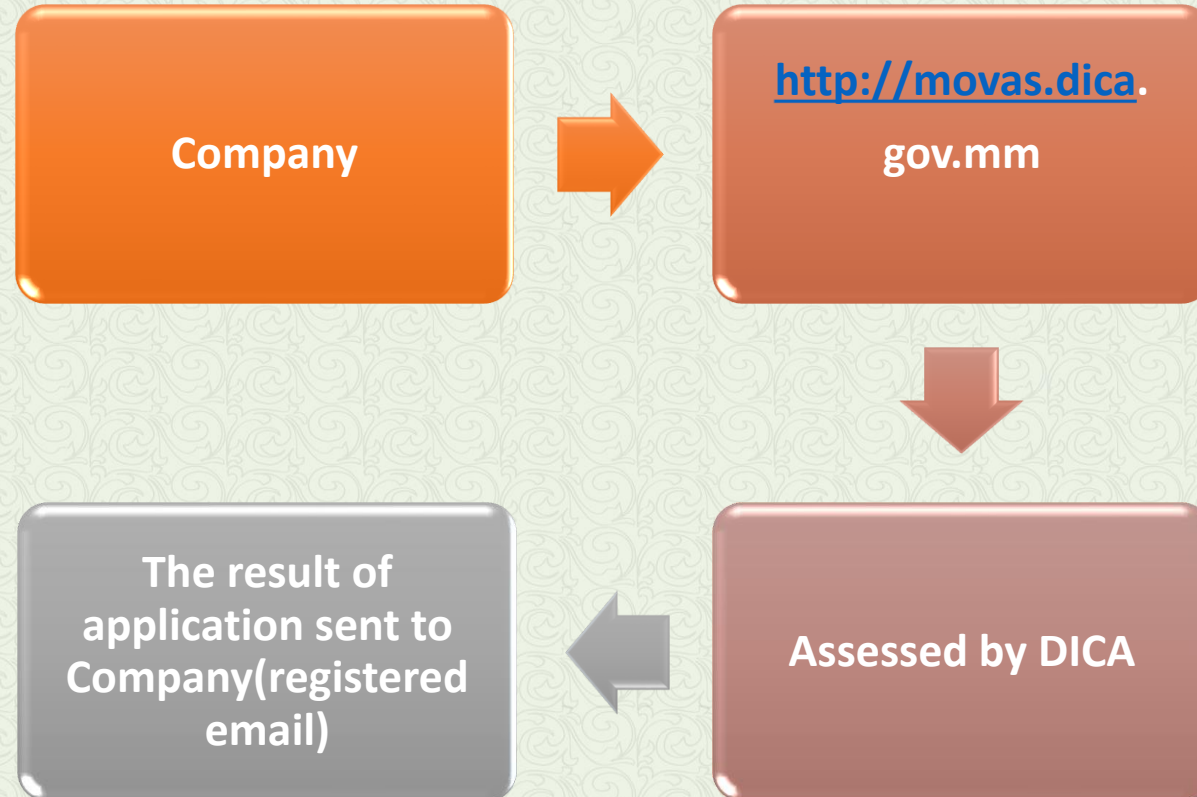 Company
http://movas.dica.
gov.mm
Assessed by DICA
The result of
application sent to
Company(registered
email)